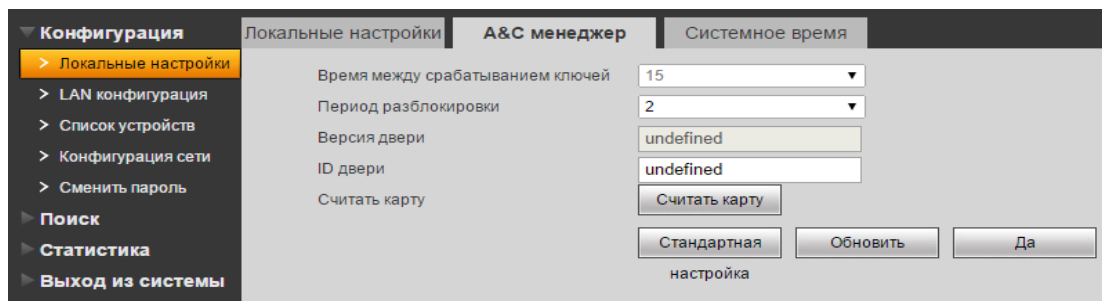 Конфигурация
Локальные настройки
LAN конфигурация
Список устройств
Конфигурация сети
Сменить пароль
Поиск
Статистика
Выход из системы
Локальные настройки
A&C менеджер
Системное время
Время между срабатыванием ключей 15
Период разблокировки 2
Версия двери undefined
ID двери undefined
Считать карту Считать карту
Стандартная настройка
Обновить
Да